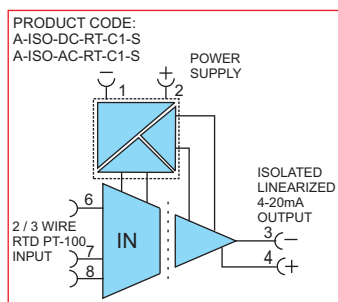 PRODUCT CODE:
A-ISO-DC-RT-C1-S
A-ISO-AC-RT-C1-S
POWER
SUPPLY
− +
1 2
ISOLATED
LINEARIZED
4-20mA
OUTPUT
6
2 / 3 WIRE
RTD PT-100
INPUT
7
8
IN
3 −
4 +